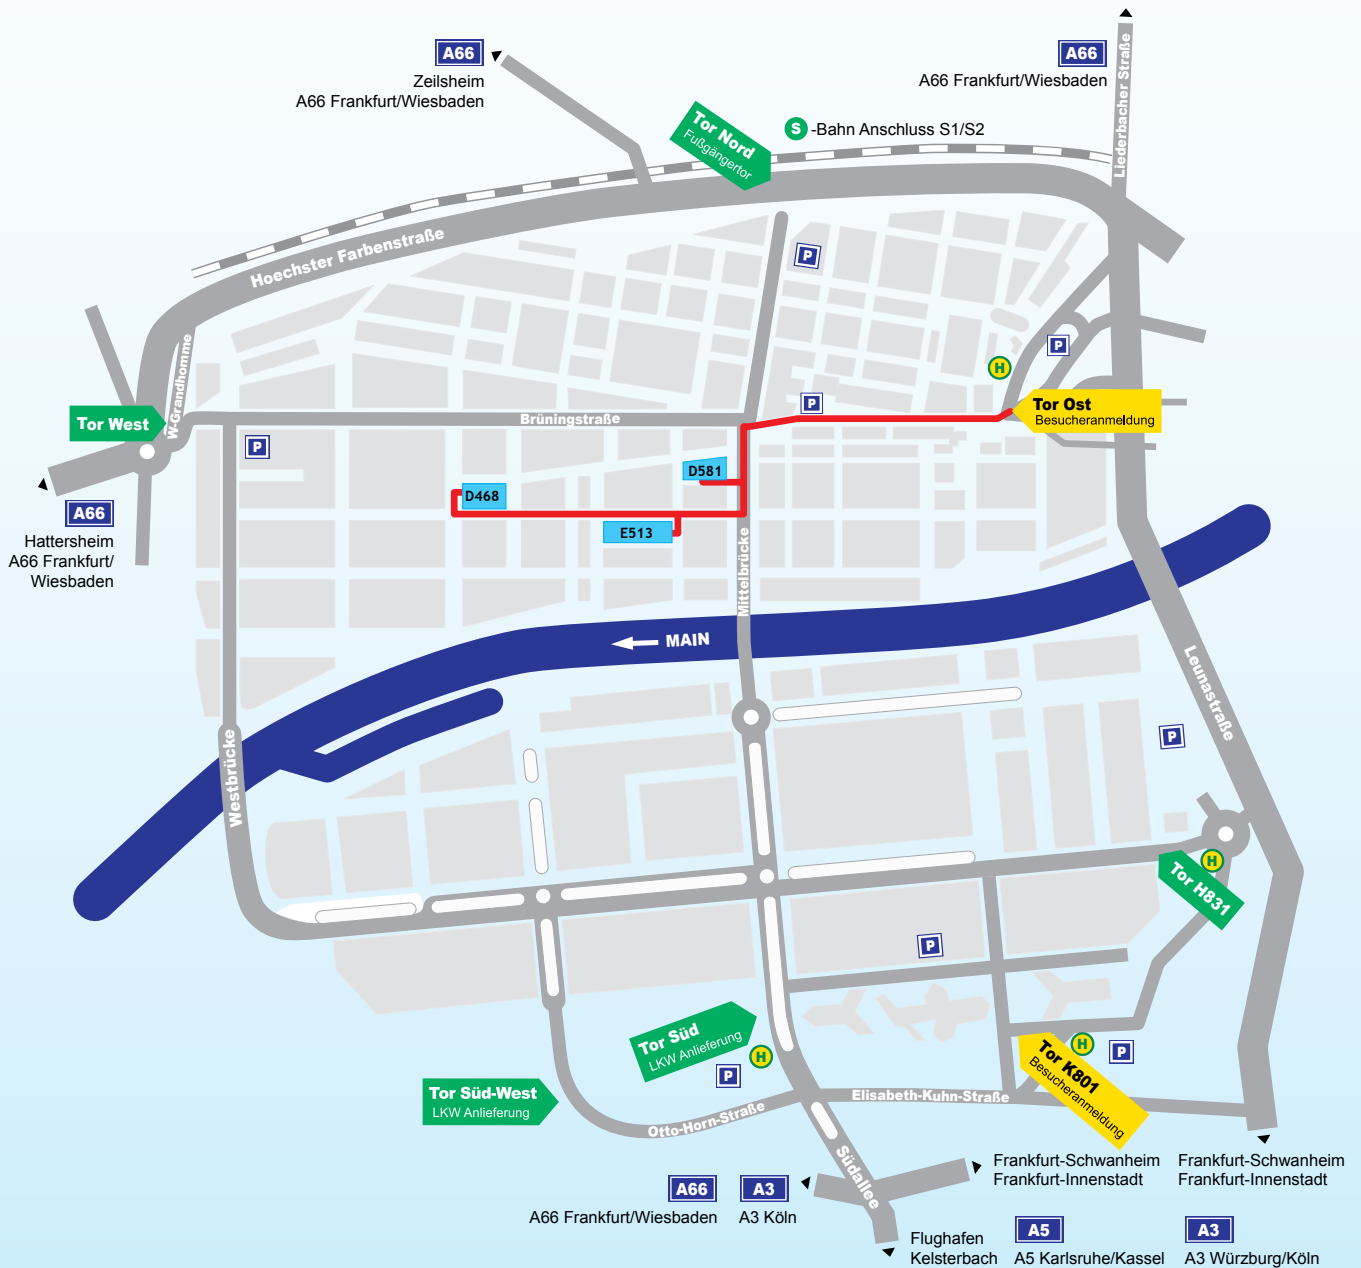 A66
Zeilsheim
A66 Frankfurt/Wiesbaden
A66
A66 Frankfurt/Wiesbaden
Liederbacher Straße
Tor Nord
Fußgängertor
S -Bahn Anschluss S1/S2
Hoechster Farbenstraße
P
W-Grandhomme
P
H
Tor West
P
Brüningstraße
P
Tor Ost
Besucheranmeldung
A66
Hattersheim
A66 Frankfurt/
Wiesbaden
D581
D468
E513
Mittelbrücke
MAIN
Leunastraße
P
Westbrücke
H
Tor H831
P
Tor Süd
LKW Anlieferung
H
P
Tor K801
Besucheranmeldung
H
P
Tor Süd-West
LKW Anlieferung
Otto-Horn-Straße
Elisabeth-Kuhn-Straße
Südallee
A66
A66 Frankfurt/Wiesbaden
A3
A3 Köln
Frankfurt-Schwanheim
Frankfurt-Innenstadt
Frankfurt-Schwanheim
Frankfurt-Innenstadt
Flughafen
Kelsterbach
A5
A5 Karlsruhe/Kassel
A3
A3 Würzburg/Köln